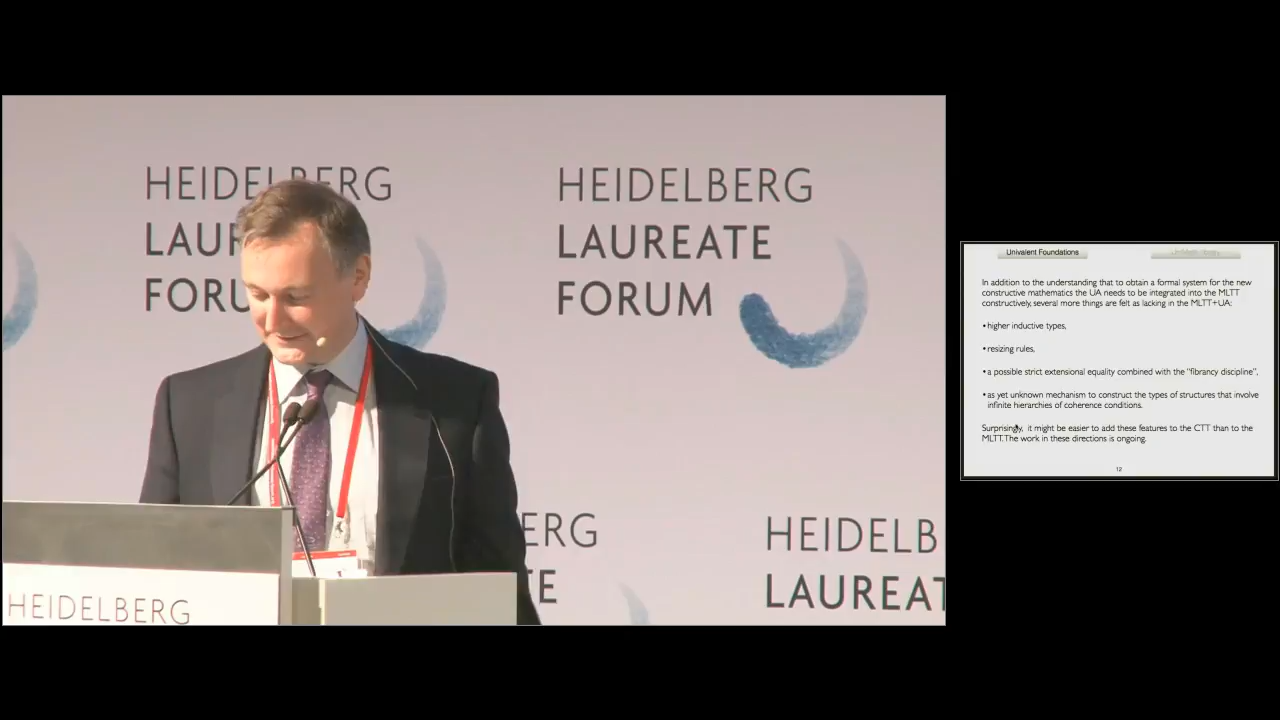 HEIDELBERG
LAUREATE
FORUM
HEIDELBERG
LAUREATE
FORUM
ERG
TE
HEIDELB
LAUREAT
HEIDELBERG
Univalent Foundations
In addition to the understanding that to obtain a formal system for the new
constructive mathematics the UA needs to be integrated into the MLTT
constructively, several more things are felt as lacking in the MLTT+UA:
•higher inductive types,
•resizing rules,
•a possible strict extensional equality combined with the "fibrancy discipline",
•as yet unknown mechanism to construct the types of structures that involve
infinite hierarchies of coherence conditions.
Surprisingly, it might be easier to add these features to the CTT than to the
MLTT. The work in these directions is ongoing.
12